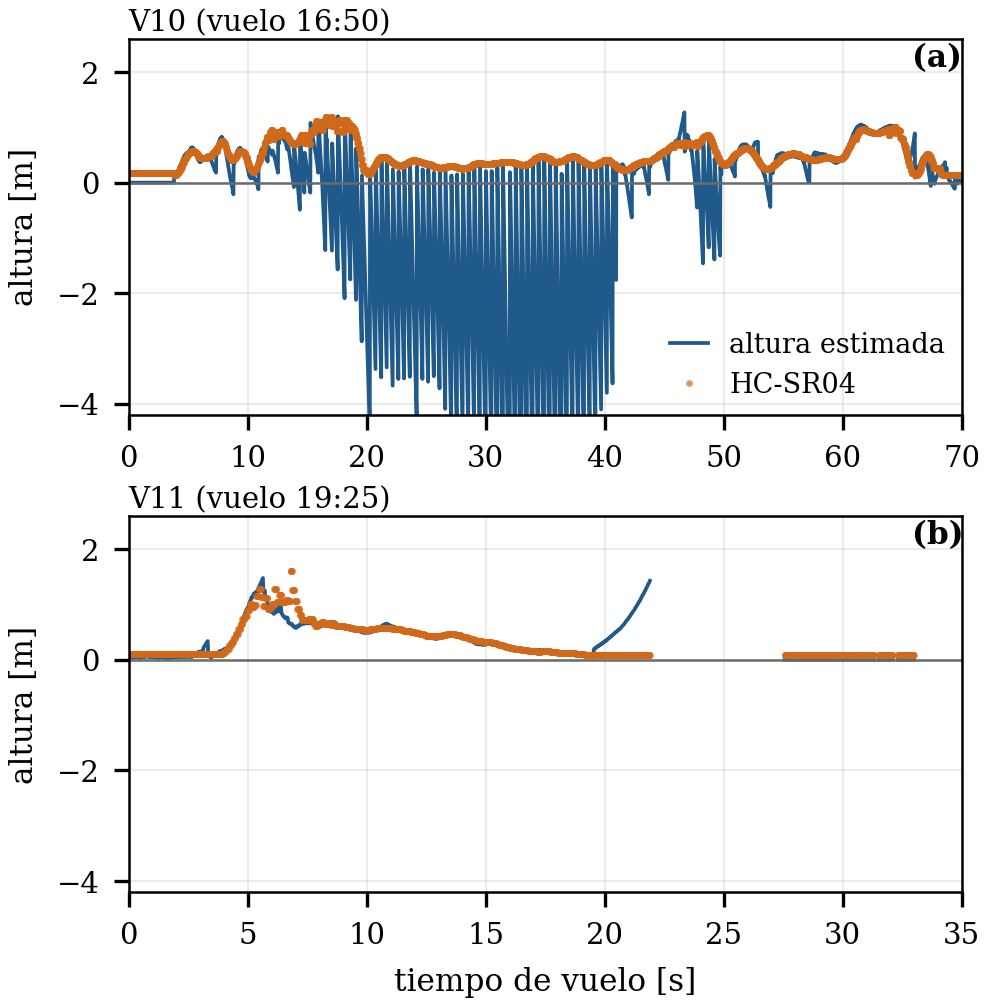 V10 (vuelo 16:50)
(a)
altura [m]
2
0
−2
−4
altura estimada
HC-SR04
0 10 20 30 40 50 60 70
V11 (vuelo 19:25)
(b)
altura [m]
2
0
−2
−4
0 5 10 15 20 25 30 35
tiempo de vuelo [s]